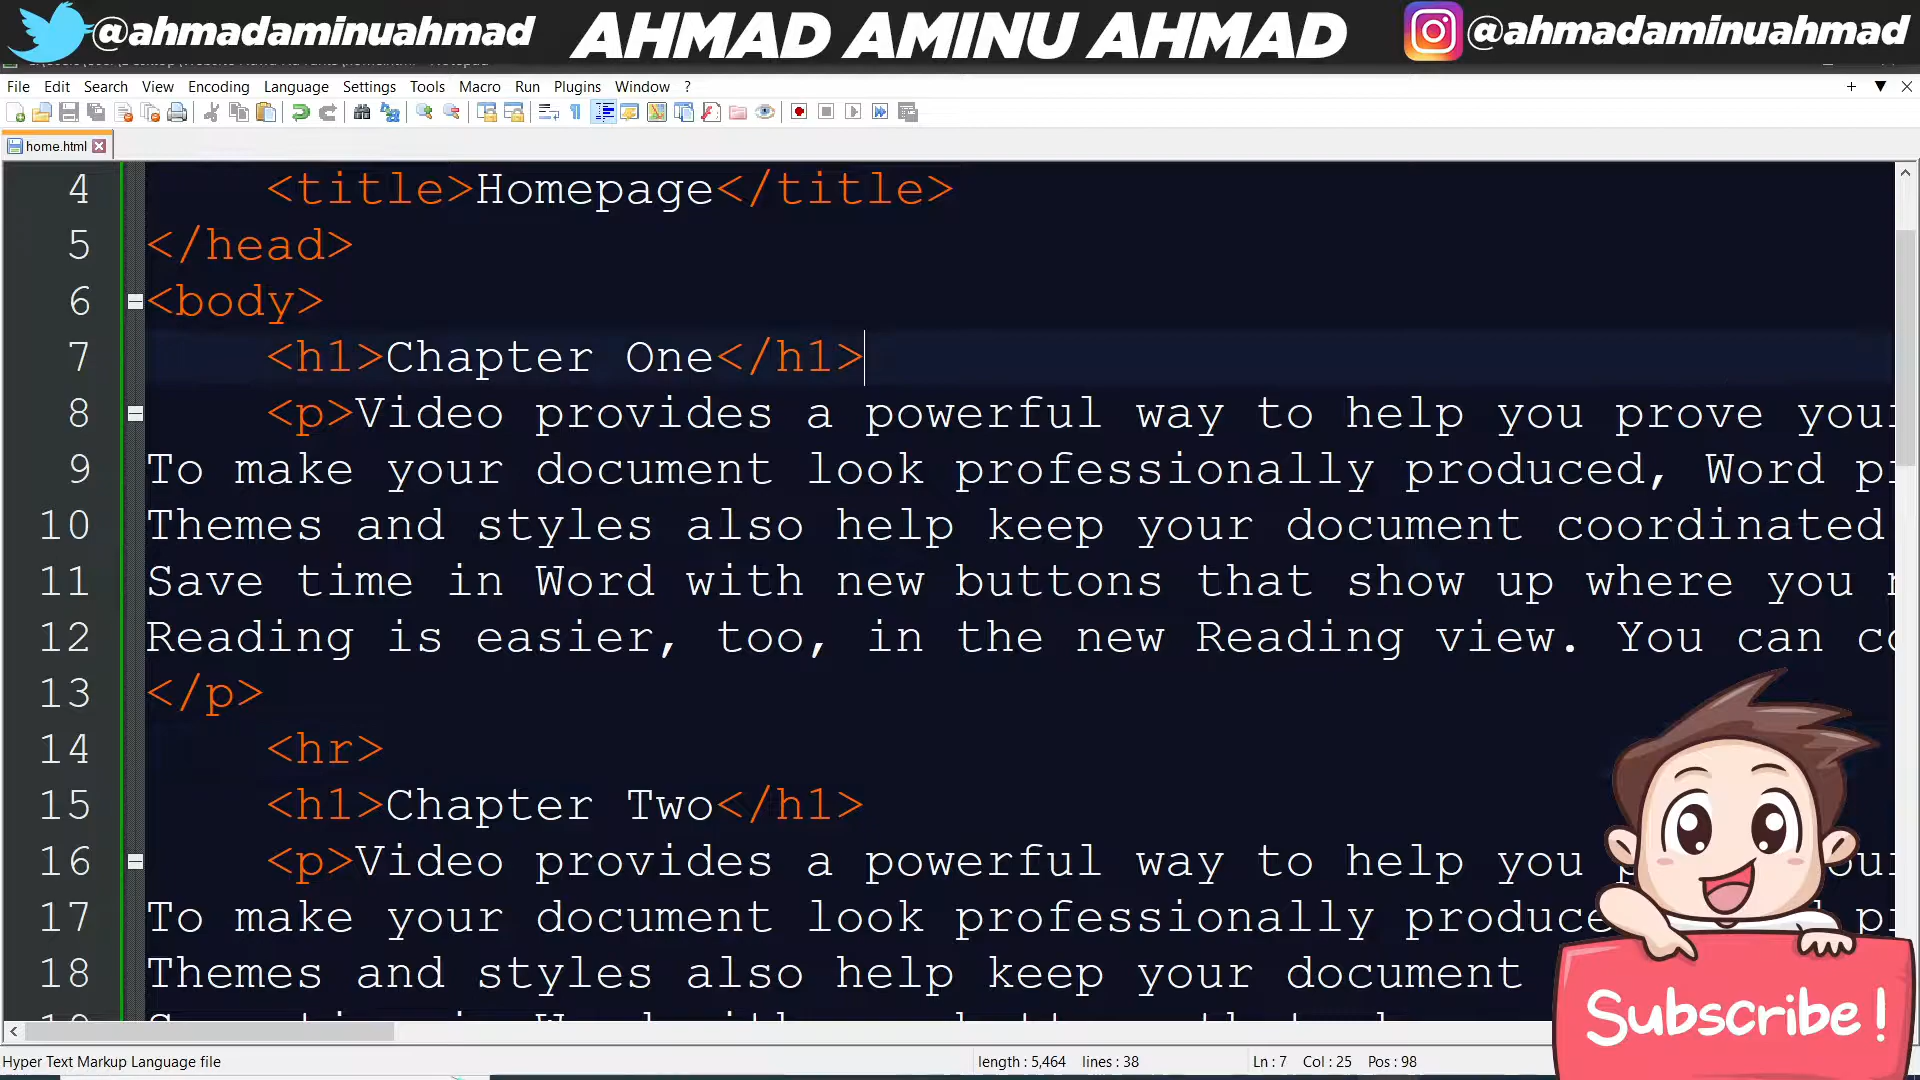 @ahmadaminuahmad AHMAD AMINU AHMAD @ahmadaminuahmad
File Edit Search View Encoding Language Settings Tools Macro Run Plugins Window ?
home.html
4 <title>Homepage</title>
5 </head>
6 <body>
7 <h1>Chapter One</h1>
8 <p>Video provides a powerful way to help you prove your
9 To make your document look professionally produced, Word
10 Themes and styles also help keep your document coordinated
11 Save time in Word with new buttons that show up where you
12 Reading is easier, too, in the new Reading view. You can
13 </p>
14 <hr>
15 <h1>Chapter Two</h1>
16 <p>Video provides a powerful way to help you
17 To make your document look professionally
18 Themes and styles also help keep your document
Subscribe!
Hyper Text Markup Language file length : 5,464 lines : 38 Ln : 7 Col : 25 Pos : 98